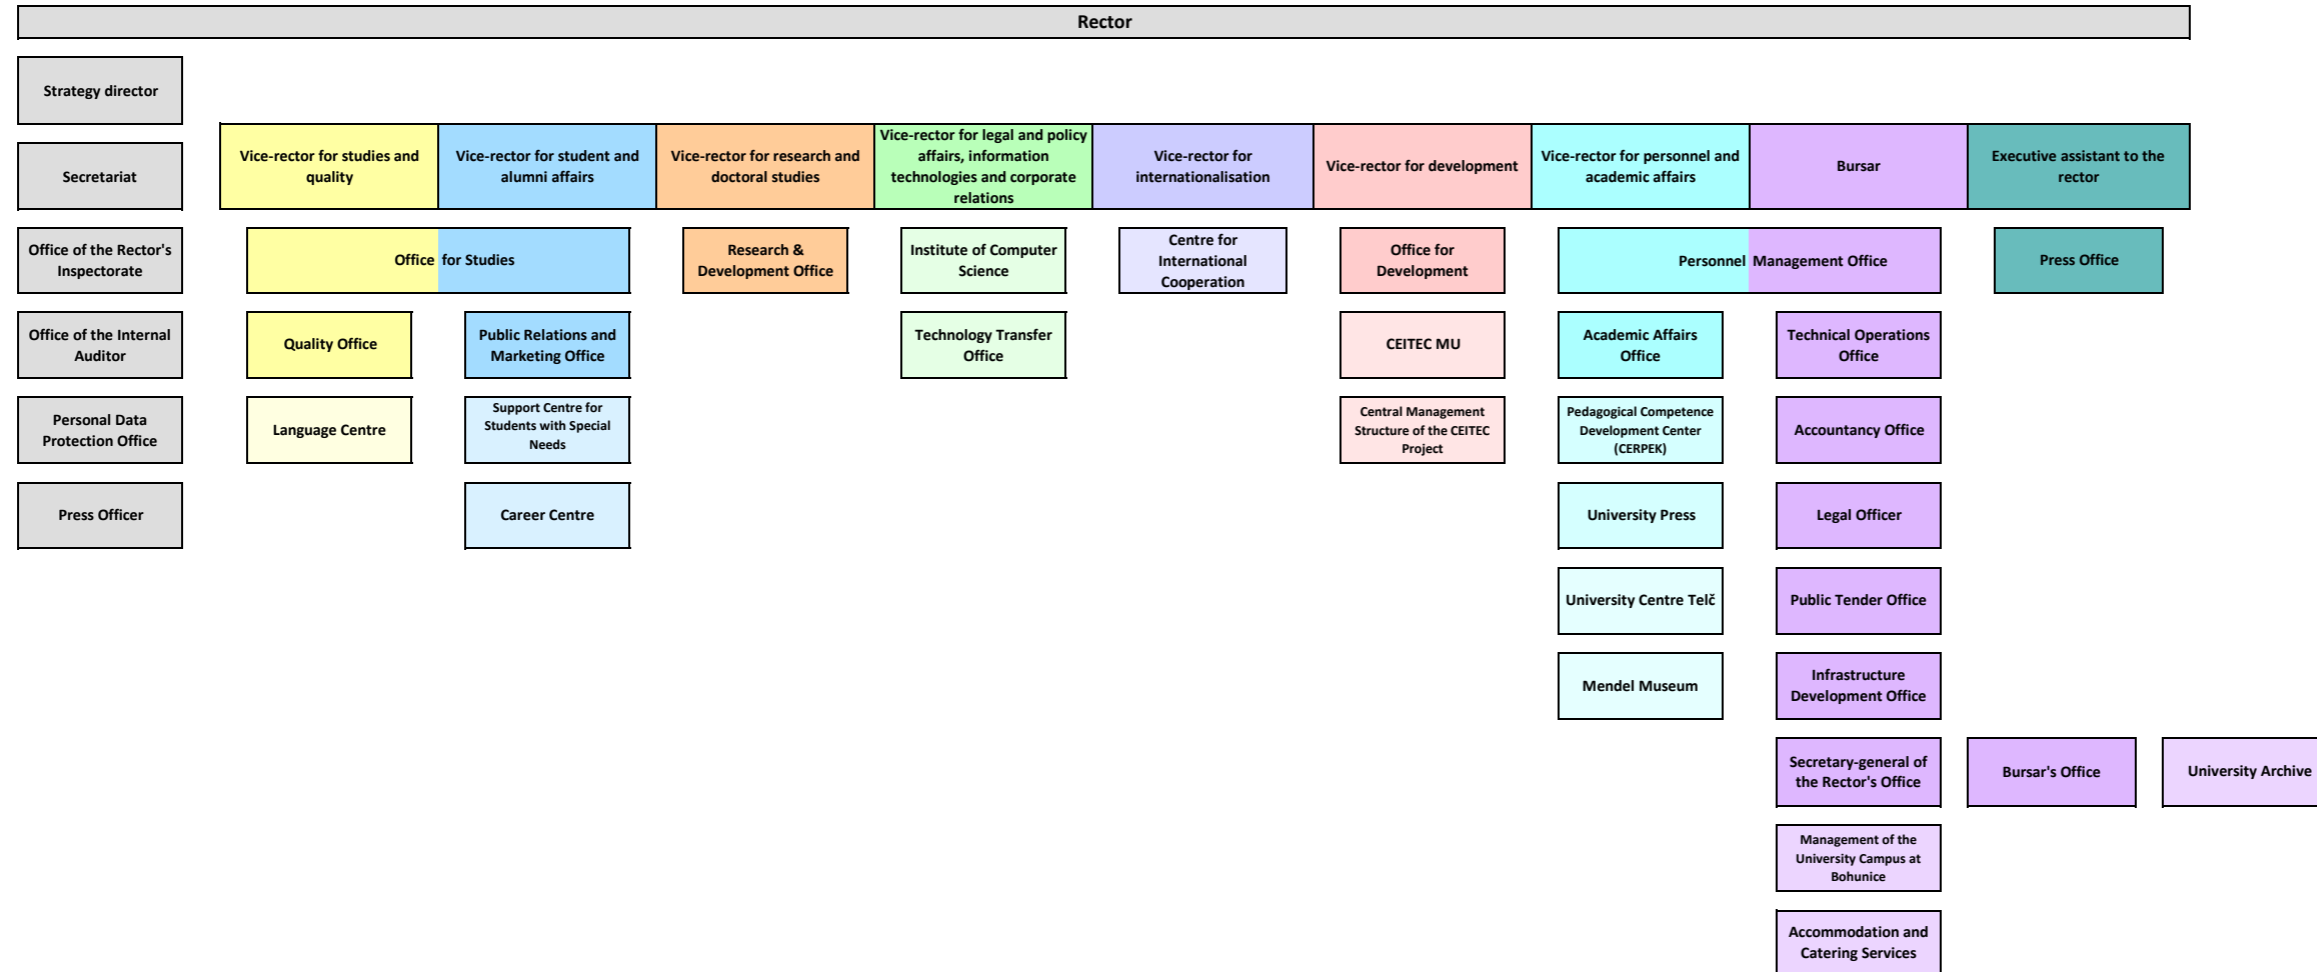 Rector
Strategy director
Secretariat
Office of the Rector's
Inspectorate
Office of the Internal
Auditor
Personal Data
Protection Office
Press Officer
Vice-rector for studies and
quality
Vice-rector for student and
alumni affairs
Vice-rector for research and
doctoral studies
Vice-rector for legal and policy
affairs, information
technologies and corporate
relations
Vice-rector for
internationalisation
Vice-rector for development
Vice-rector for personnel and
academic affairs
Bursar
Executive assistant to the
rector
Office for Studies
Research &
Development Office
Institute of Computer
Science
Centre for
International
Cooperation
Office for
Development
Personnel Management Office
Press Office
Quality Office
Public Relations and
Marketing Office
Technology Transfer
Office
CEITEC MU
Academic Affairs
Office
Technical Operations
Office
Language Centre
Support Centre for
Students with Special
Needs
Central Management
Structure of the CEITEC
Project
Pedagogical Competence
Development Center
(CERPEK)
Accountancy Office
Career Centre
University Press
Legal Officer
University Centre Telč
Public Tender Office
Mendel Museum
Infrastructure
Development Office
Secretary-general of
the Rector's Office
Bursar's Office
University Archive
Management of the
University Campus at
Bohunice
Accommodation and
Catering Services